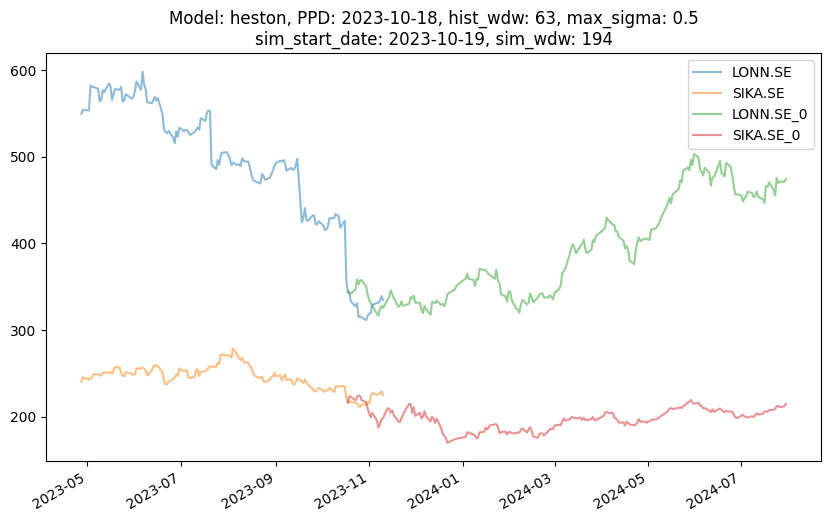 Model: heston, PPD: 2023-10-18, hist_wdw: 63, max_sigma: 0.5
sim_start_date: 2023-10-19, sim_wdw: 194
LONN.SE
SIKA.SE
LONN.SE_0
SIKA.SE_0
600
500
400
300
200
2023-05
2023-07
2023-09
2023-11
2024-01
2024-03
2024-05
2024-07